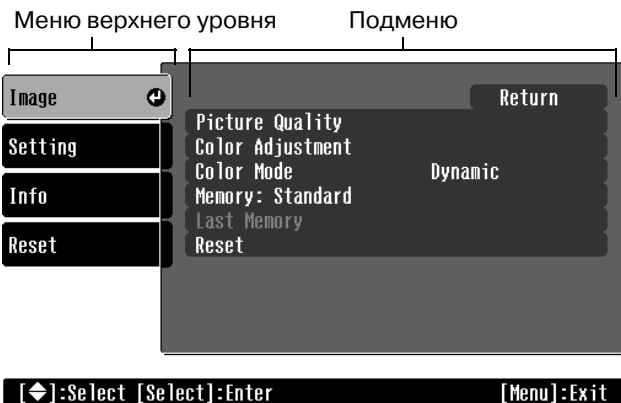 Меню верхнего уровня Подменю
Image Return
Picture Quality
Setting Color Adjustment
Color Mode Dynamic
Info Memory: Standard
Last Memory
Reset Reset
[◆]:Select [Select]:Enter [Menu]:Exit